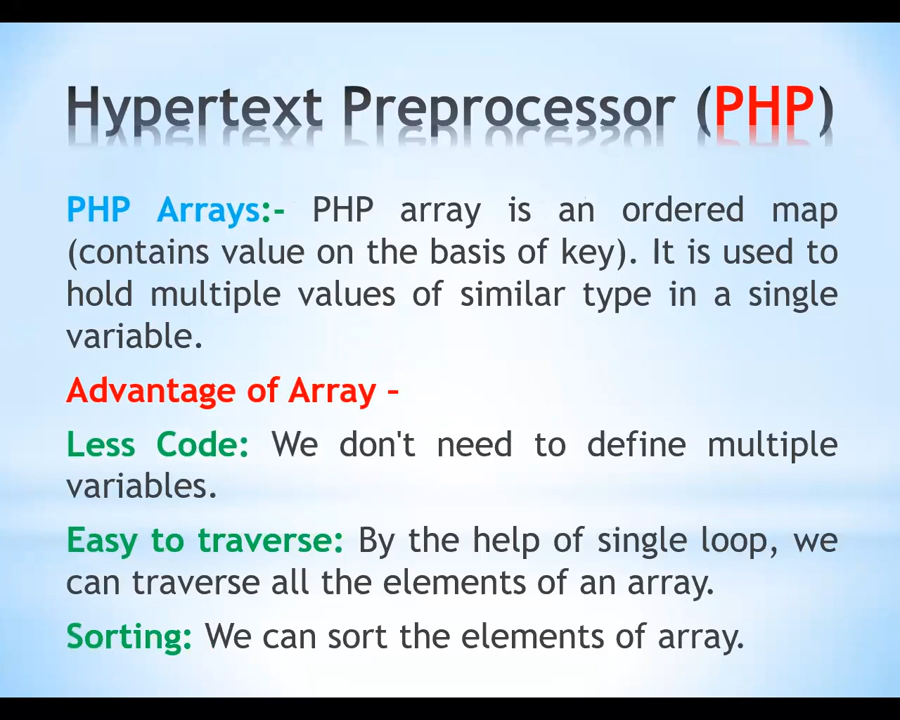 Hypertext Preprocessor (PHP)
PHP Arrays:- PHP array is an ordered map
(contains value on the basis of key). It is used to
hold multiple values of similar type in a single
variable.
Advantage of Array –
Less Code: We don't need to define multiple
variables.
Easy to traverse: By the help of single loop, we
can traverse all the elements of an array.
Sorting: We can sort the elements of array.